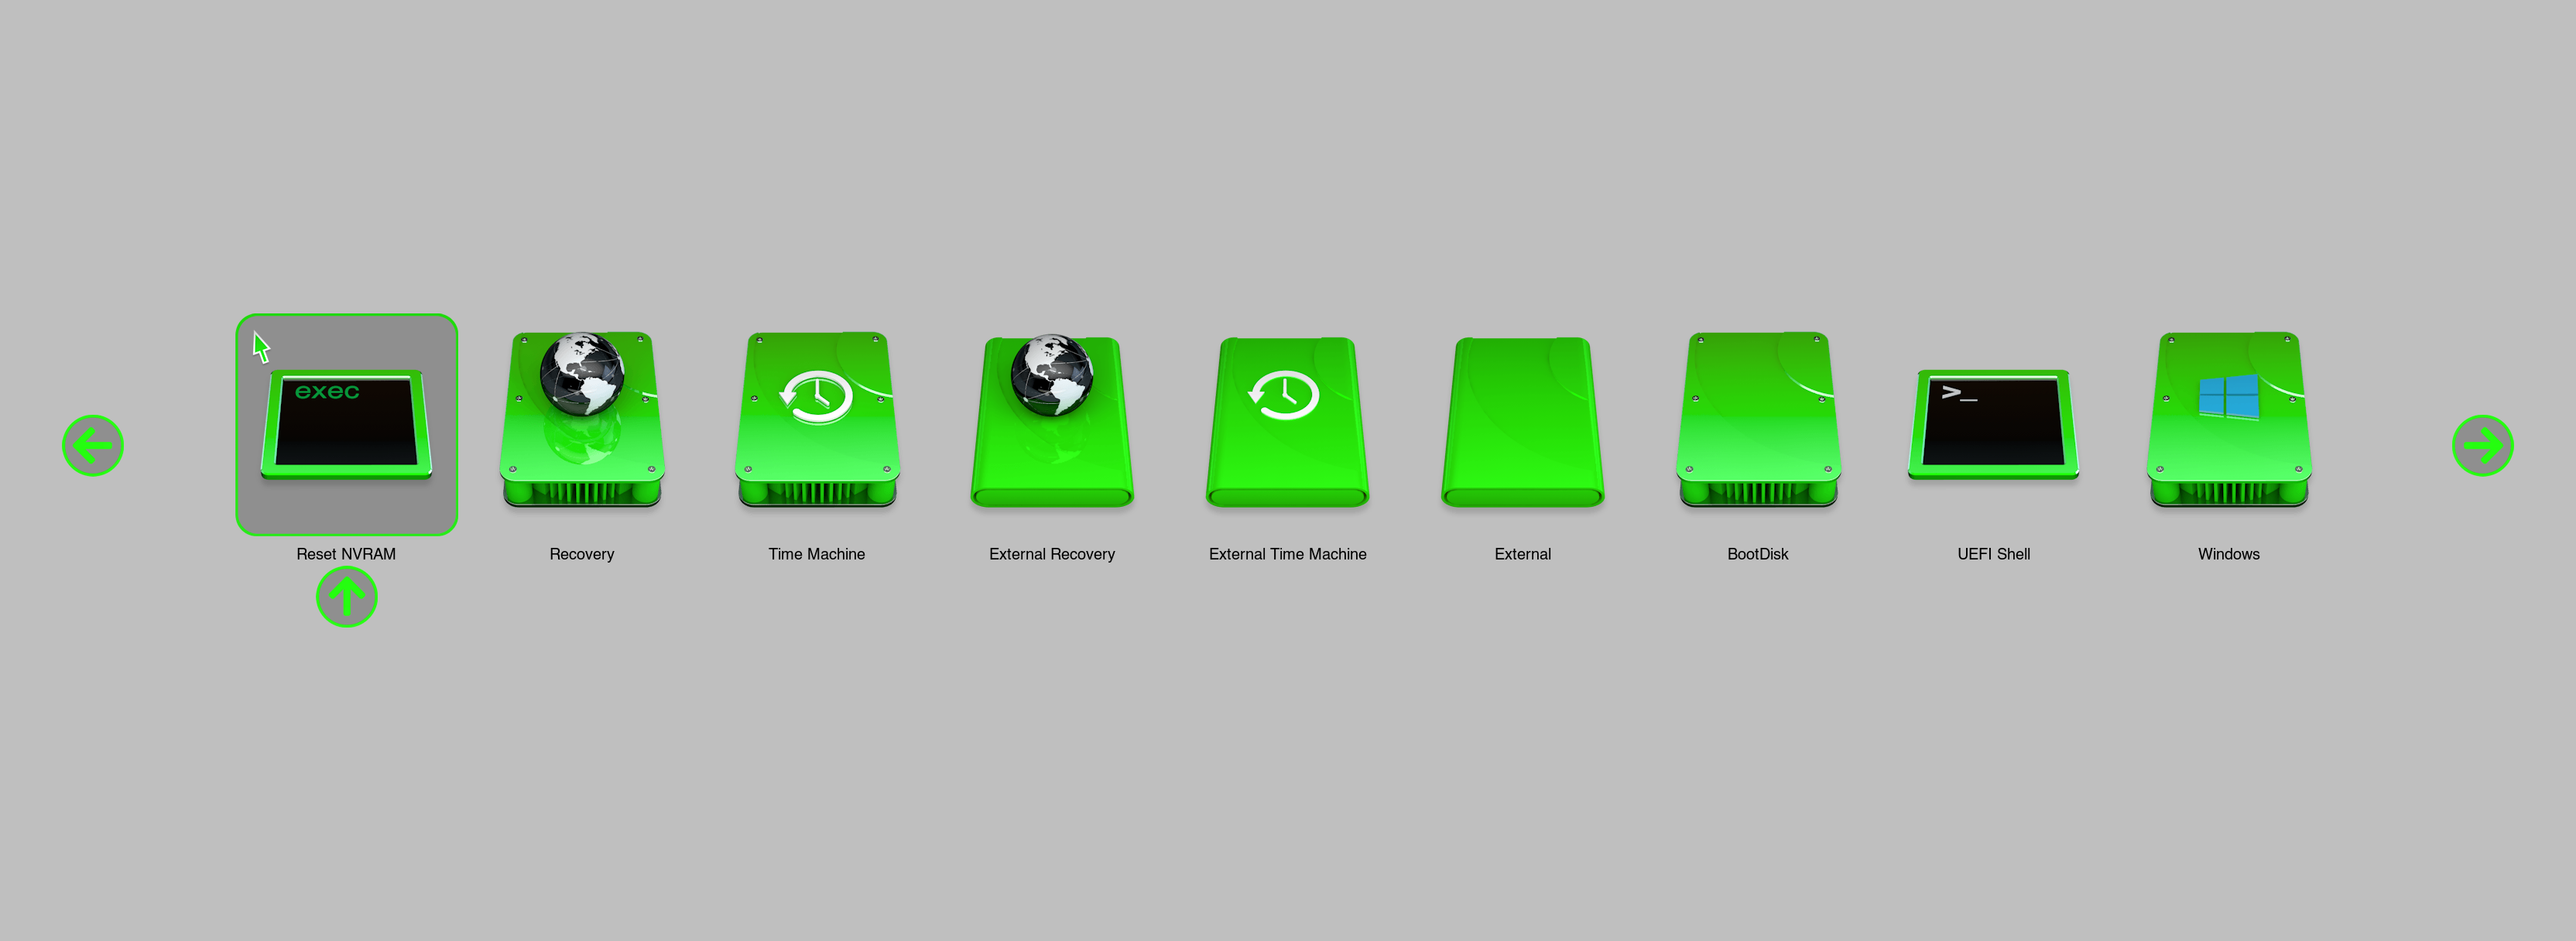 exec
>_
Reset NVRAM
Recovery
Time Machine
External Recovery
External Time Machine
External
BootDisk
UEFI Shell
Windows